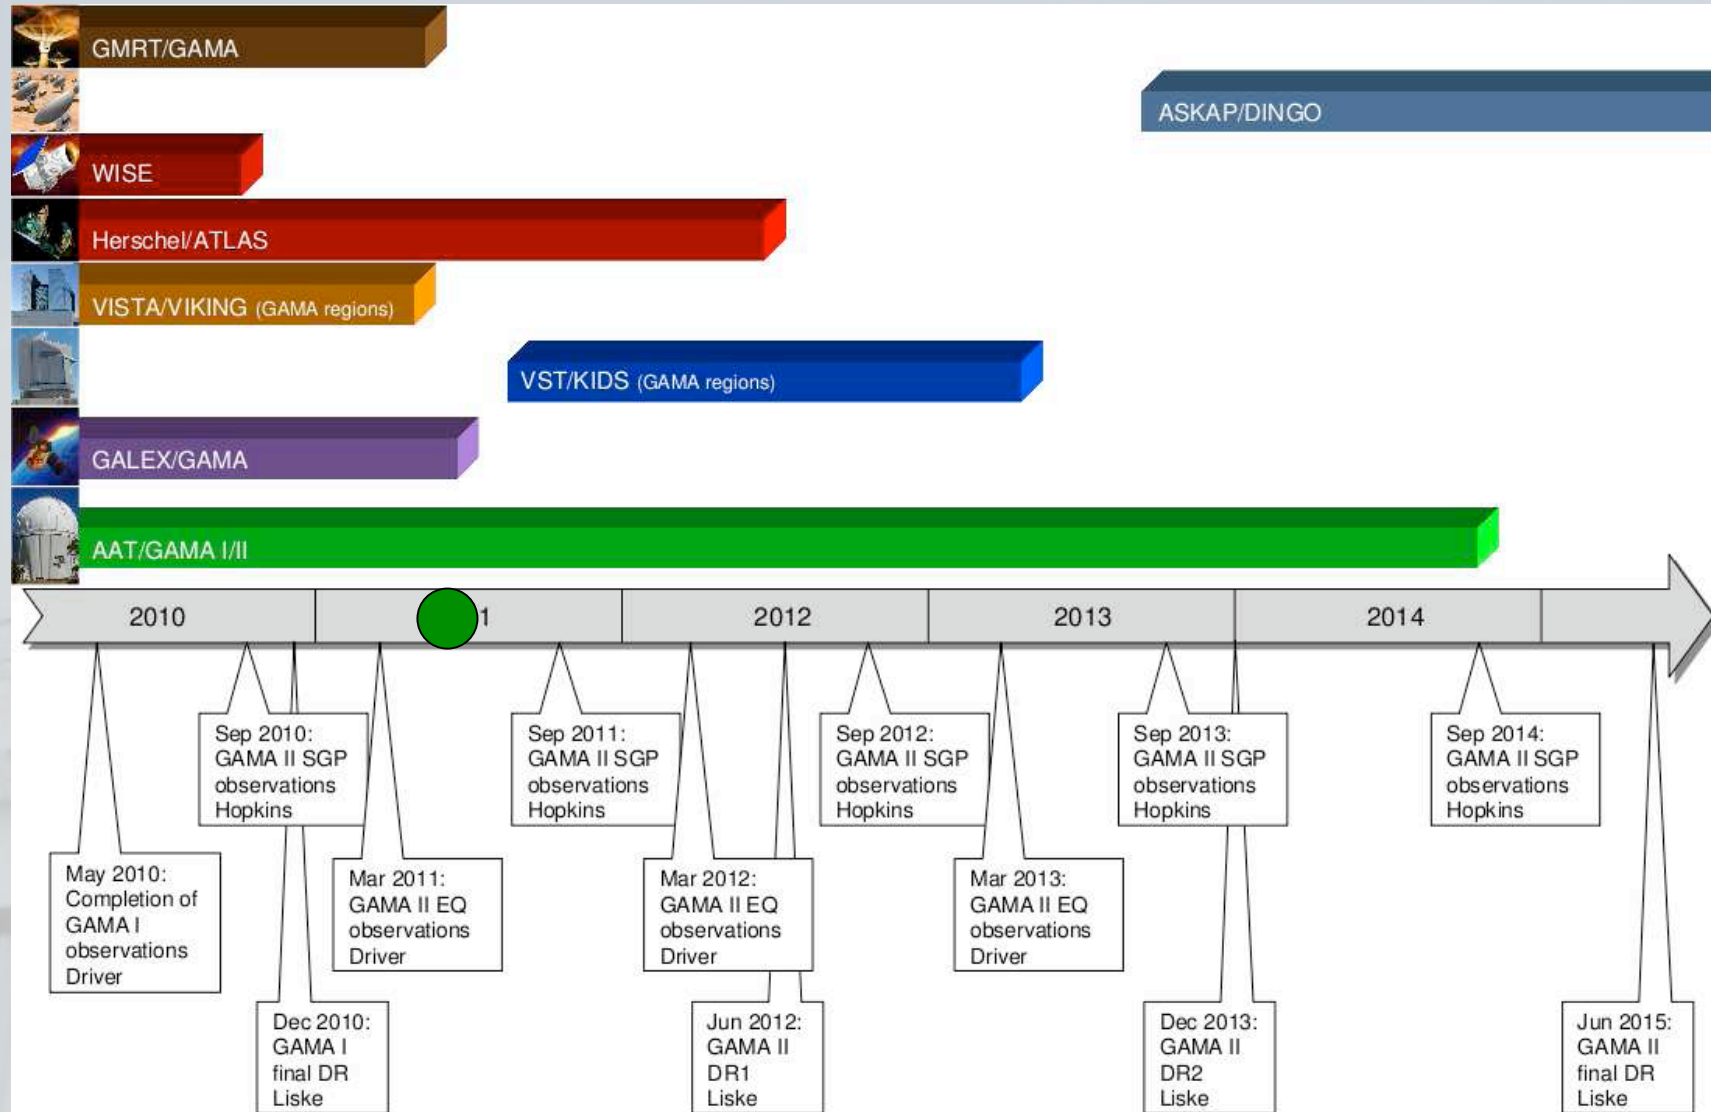 GMRT/GAMA
ASKAP/DINGO
WISE
Herschel/ATLAS
VISTA/VIKING (GAMA regions)
VST/KIDS (GAMA regions)
GALEX/GAMA
AAT/GAMA I/II
2010
1
2012
2013
2014
Sep 2010:
GAMA II SGP
observations
Hopkins
Sep 2011:
GAMA II SGP
observations
Hopkins
Sep 2012:
GAMA II SGP
observations
Hopkins
Sep 2013:
GAMA II SGP
observations
Hopkins
Sep 2014:
GAMA II SGP
observations
Hopkins
May 2010:
Completion of
GAMA I
observations
Driver
Mar 2011:
GAMA II EQ
observations
Driver
Mar 2012:
GAMA II EQ
observations
Driver
Mar 2013:
GAMA II EQ
observations
Driver
Dec 2010:
GAMA I
final DR
Liske
Jun 2012:
GAMA II
DR1
Liske
Dec 2013:
GAMA II
DR2
Liske
Jun 2015:
GAMA II
final DR
Liske